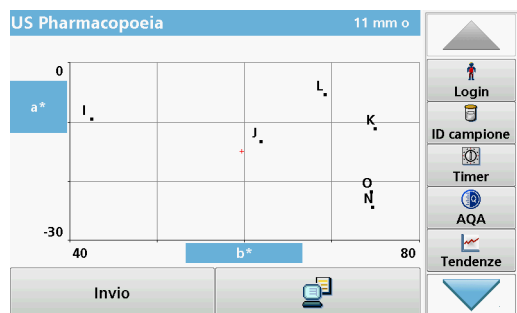 US Pharmacopoeia 11 mm o
0
a*
-30
I
L
K
J
O
N
40 b* 80
Invio
Login
ID campione
Timer
AQA
Tendenze